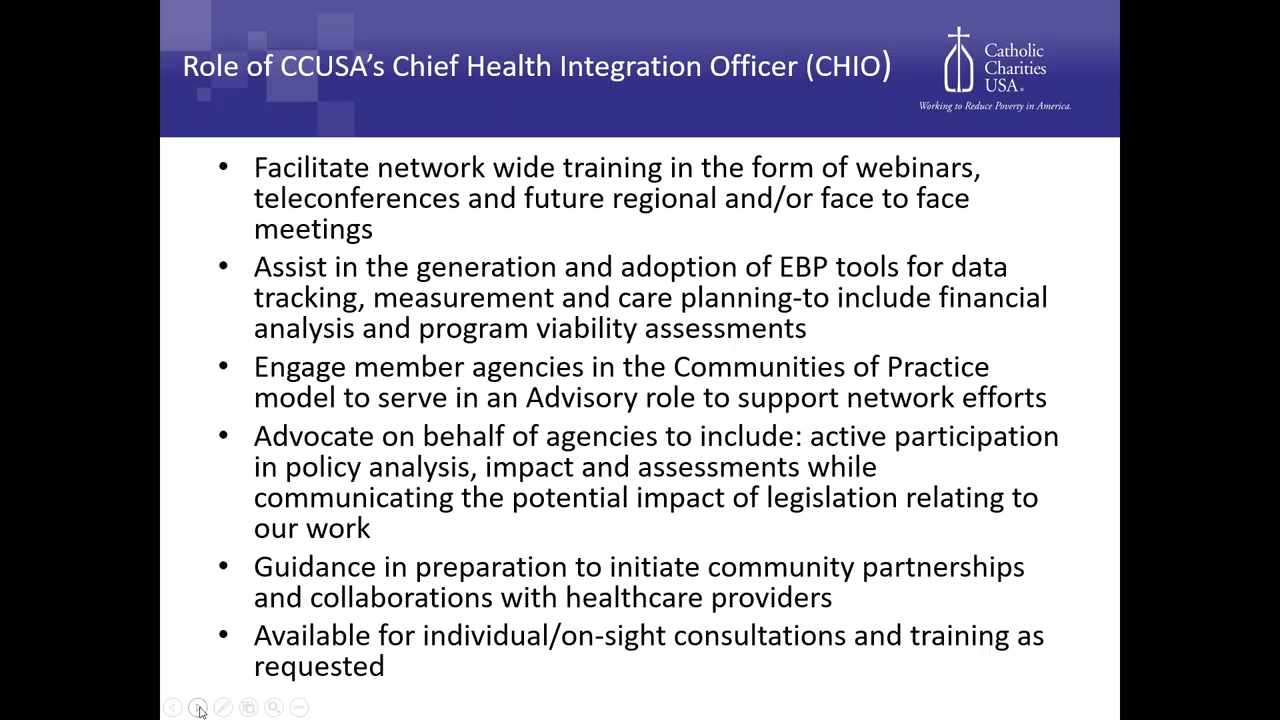 Role of CCUSA’s Chief Health Integration Officer (CHIO)
Catholic
Charities
USA®
Working to Reduce Poverty in America.
• Facilitate network wide training in the form of webinars,
teleconferences and future regional and/or face to face
meetings
• Assist in the generation and adoption of EBP tools for data
tracking, measurement and care planning-to include financial
analysis and program viability assessments
• Engage member agencies in the Communities of Practice
model to serve in an Advisory role to support network efforts
• Advocate on behalf of agencies to include: active participation
in policy analysis, impact and assessments while
communicating the potential impact of legislation relating to
our work
• Guidance in preparation to initiate community partnerships
and collaborations with healthcare providers
• Available for individual/on-sight consultations and training as
requested